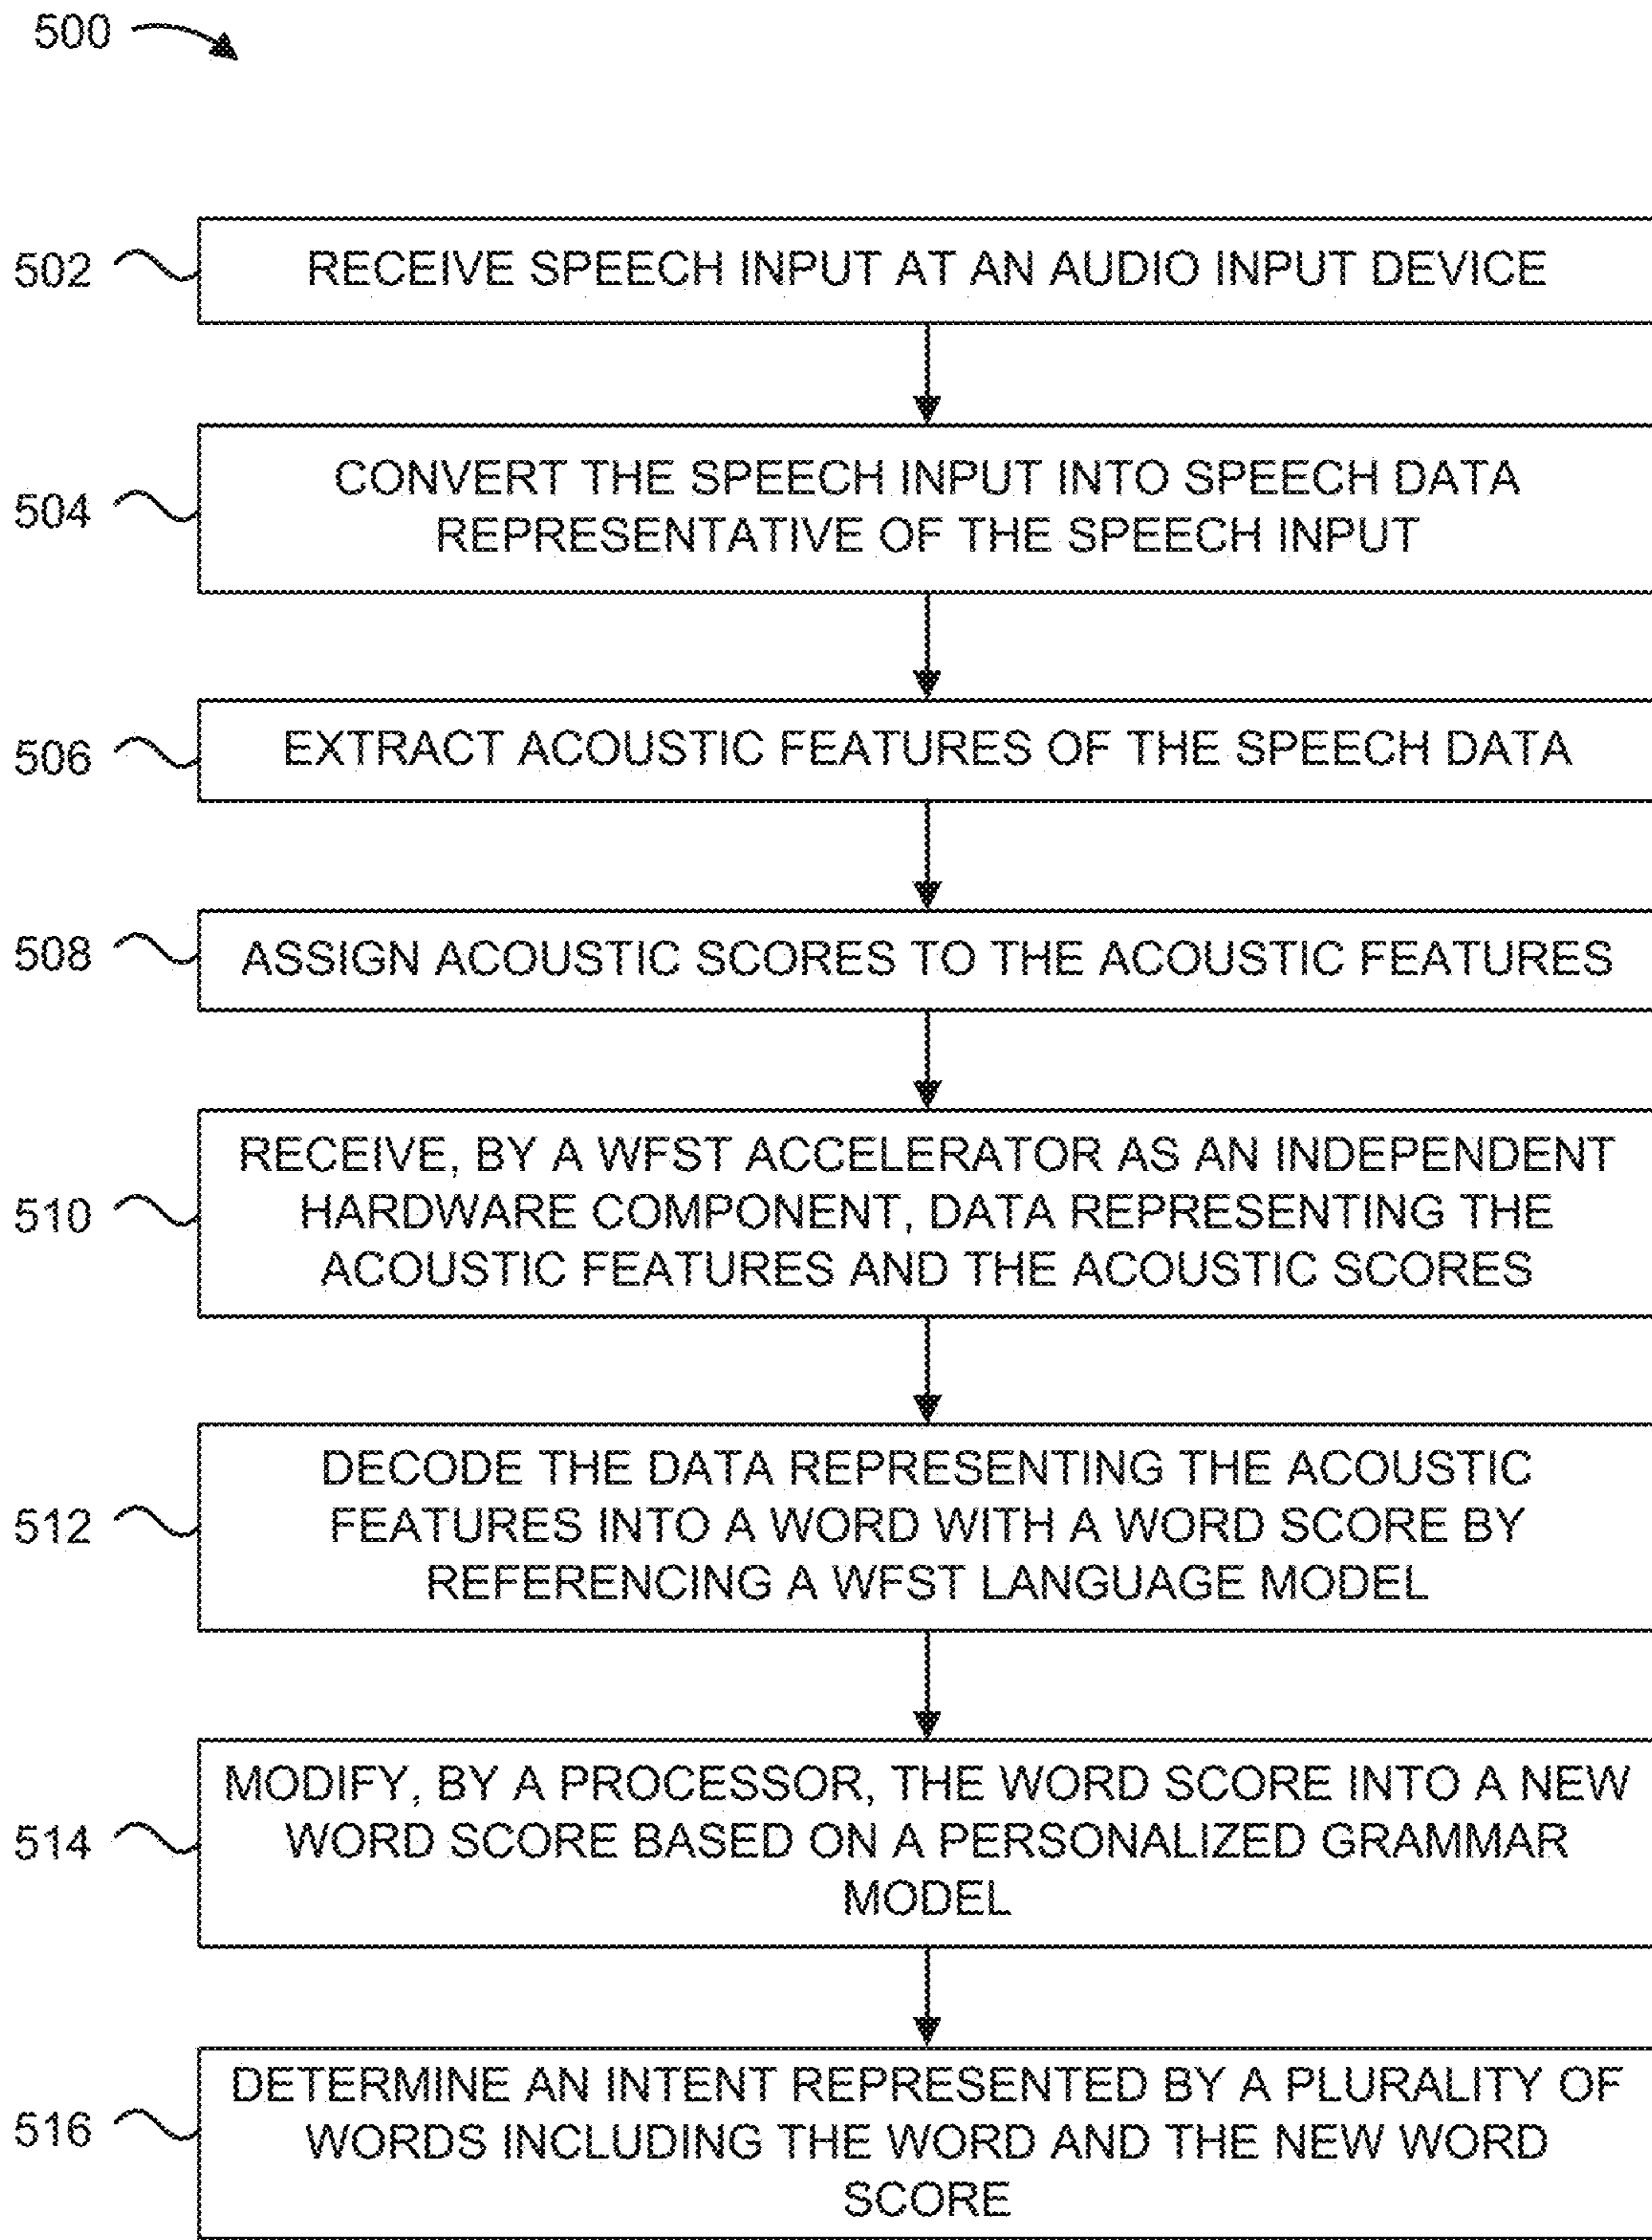 500
502
RECEIVE SPEECH INPUT AT AN AUDIO INPUT DEVICE
504
CONVERT THE SPEECH INPUT INTO SPEECH DATA
REPRESENTATIVE OF THE SPEECH INPUT
506
EXTRACT ACOUSTIC FEATURES OF THE SPEECH DATA
508
ASSIGN ACOUSTIC SCORES TO THE ACOUSTIC FEATURES
510
RECEIVE, BY A WFST ACCELERATOR AS AN INDEPENDENT
HARDWARE COMPONENT, DATA REPRESENTING THE
ACOUSTIC FEATURES AND THE ACOUSTIC SCORES
512
DECODE THE DATA REPRESENTING THE ACOUSTIC
FEATURES INTO A WORD WITH A WORD SCORE BY
REFERENCING A WFST LANGUAGE MODEL
514
MODIFY, BY A PROCESSOR, THE WORD SCORE INTO A NEW
WORD SCORE BASED ON A PERSONALIZED GRAMMAR
MODEL
516
DETERMINE AN INTENT REPRESENTED BY A PLURALITY OF
WORDS INCLUDING THE WORD AND THE NEW WORD
SCORE